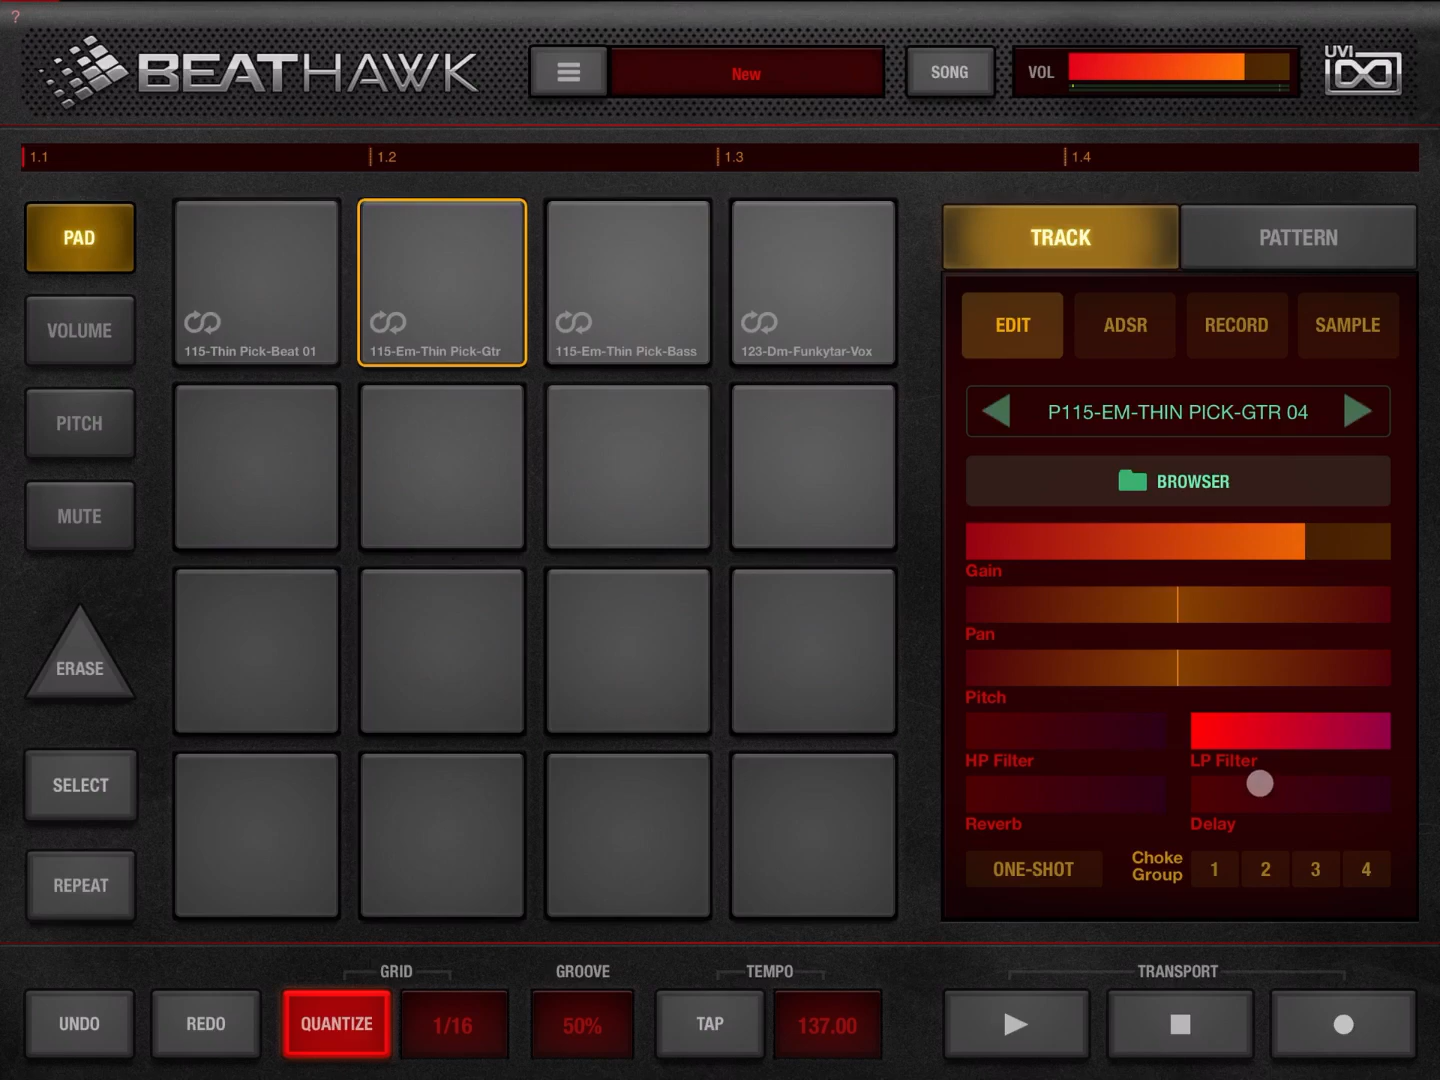 ?
BEATHAWK
New
SONG
VOL
UVI
1.1
1.2
1.3
1.4
PAD
VOLUME
PITCH
MUTE
ERASE
SELECT
REPEAT
115-Thin Pick-Beat 01
115-Em-Thin Pick-Gtr
115-Em-Thin Pick-Bass
123-Dm-Funkytar-Vox
TRACK
PATTERN
EDIT
ADSR
RECORD
SAMPLE
P115-EM-THIN PICK-GTR 04
BROWSER
Gain
Pan
Pitch
HP Filter
LP Filter
Reverb
Delay
ONE-SHOT
Choke
Group
1
2
3
4
GRID
GROOVE
TEMPO
TRANSPORT
UNDO
REDO
QUANTIZE
1/16
50%
TAP
137.00